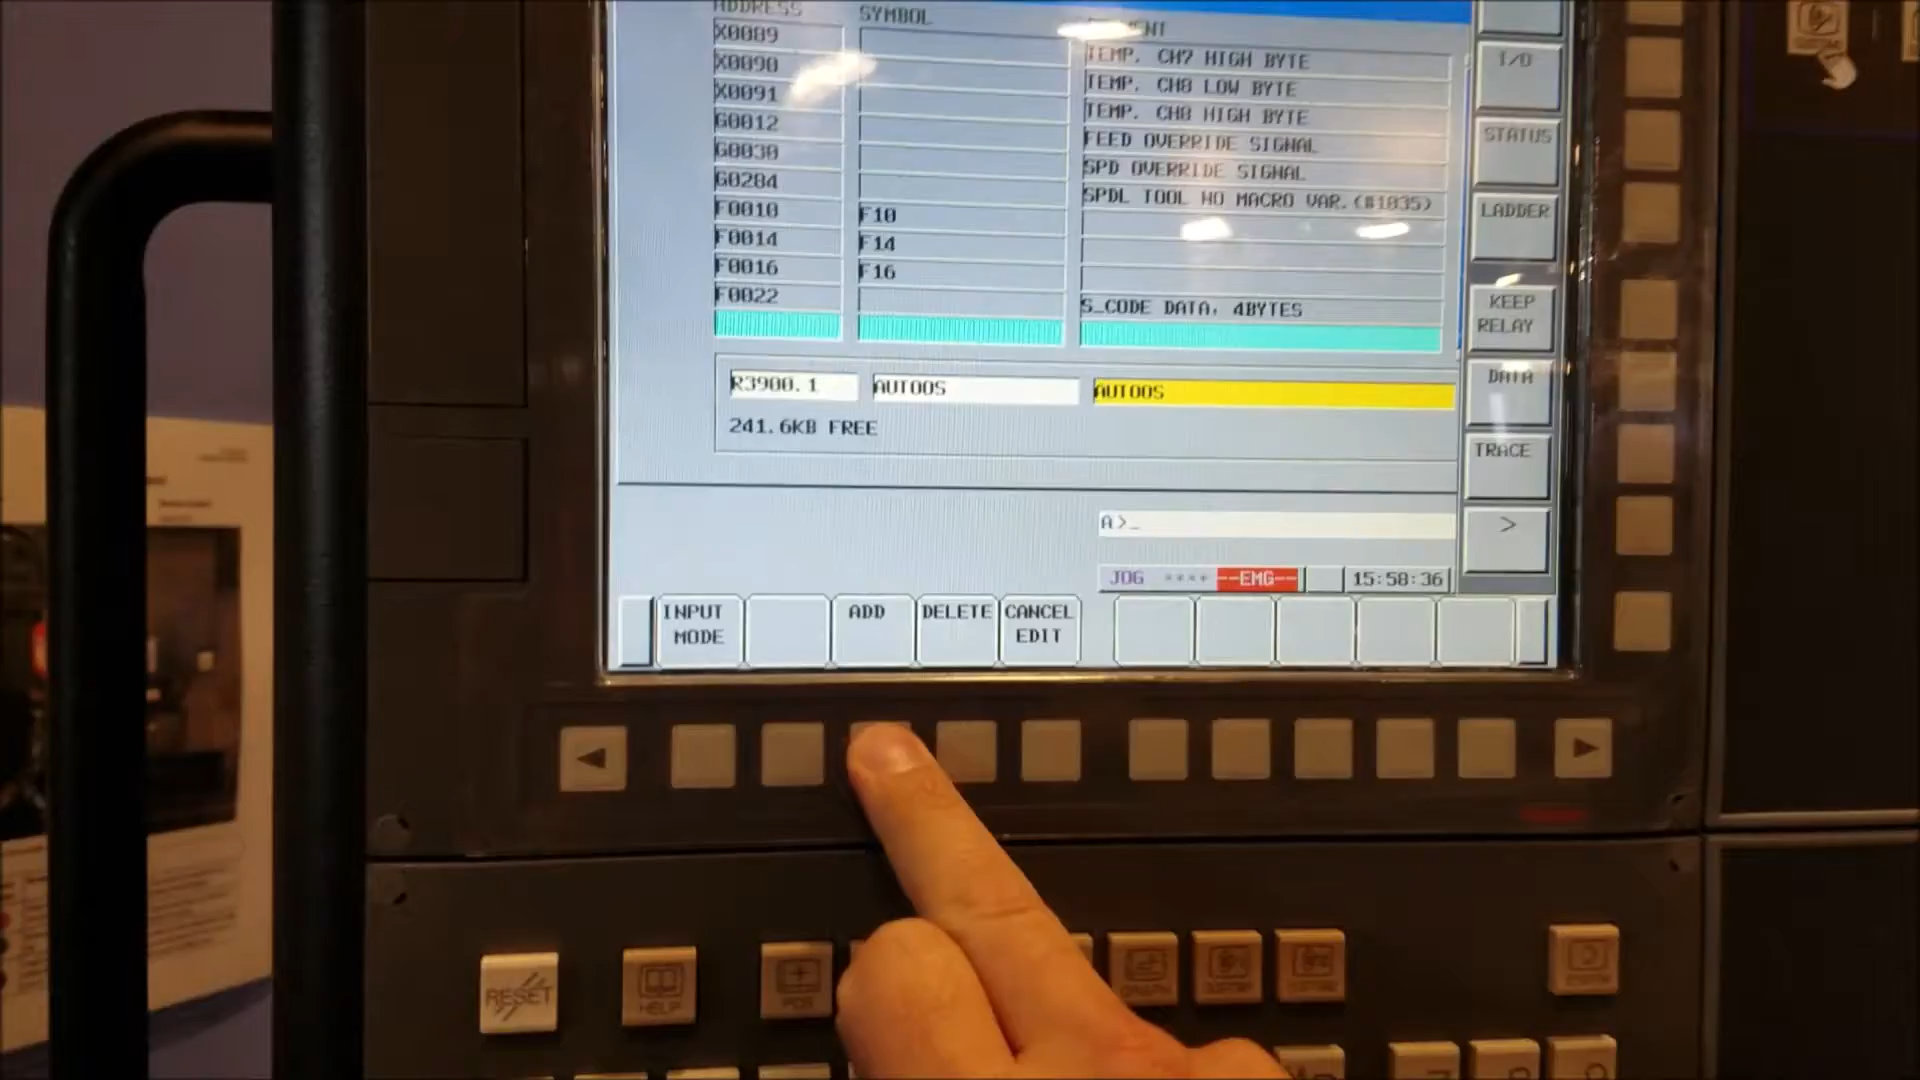 ADDRESS SYMBOL
X0089 TEMP. CH7 HIGH BYTE
X0090 TEMP. CH8 LOW BYTE
X0091 TEMP. CH8 HIGH BYTE
G0012 FEED OVERRIDE SIGNAL
G0030 SPD OVERRIDE SIGNAL
G0284 SPDL TOOL NO MACRO VAR.(#1035)
F0010 F10
F0014 F14
F0016 F16
F0022 S_CODE DATA, 4BYTES
R3900.1 AUTOOS AUTOOS
241.6KB FREE
A>_
JOG **** --EMG-- 15:58:36
INPUT MODE
ADD
DELETE
CANCEL EDIT
I/O
STATUS
LADDER
KEEP RELAY
DATA
TRACE
>
RESET
HELP
POS
GRAPH